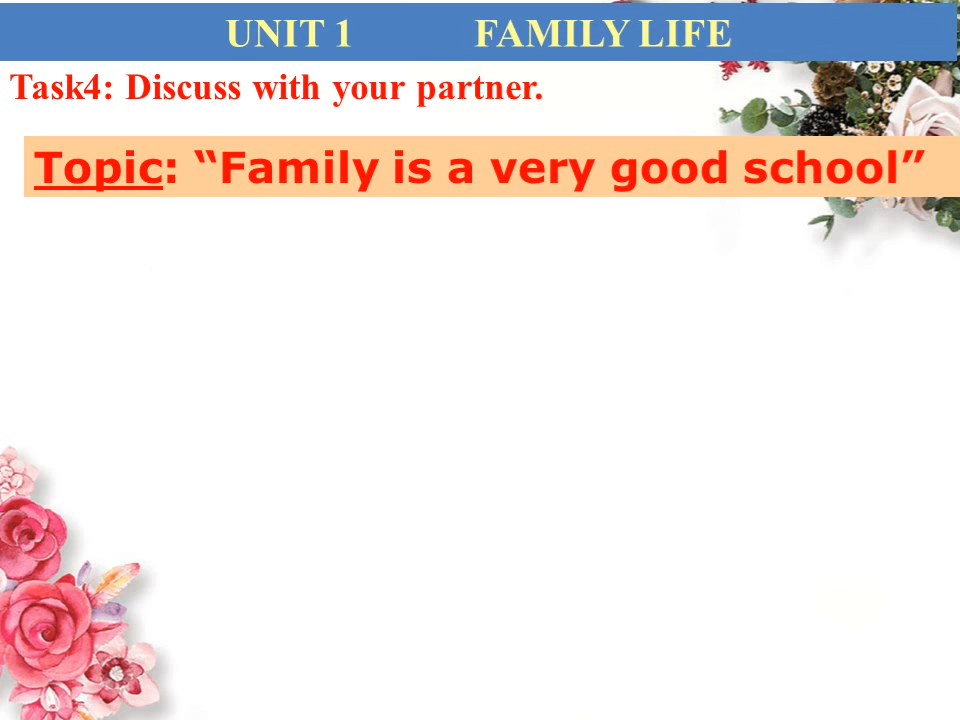 UNIT 1 FAMILY LIFE
Task4: Discuss with your partner.
Topic: “Family is a very good school”